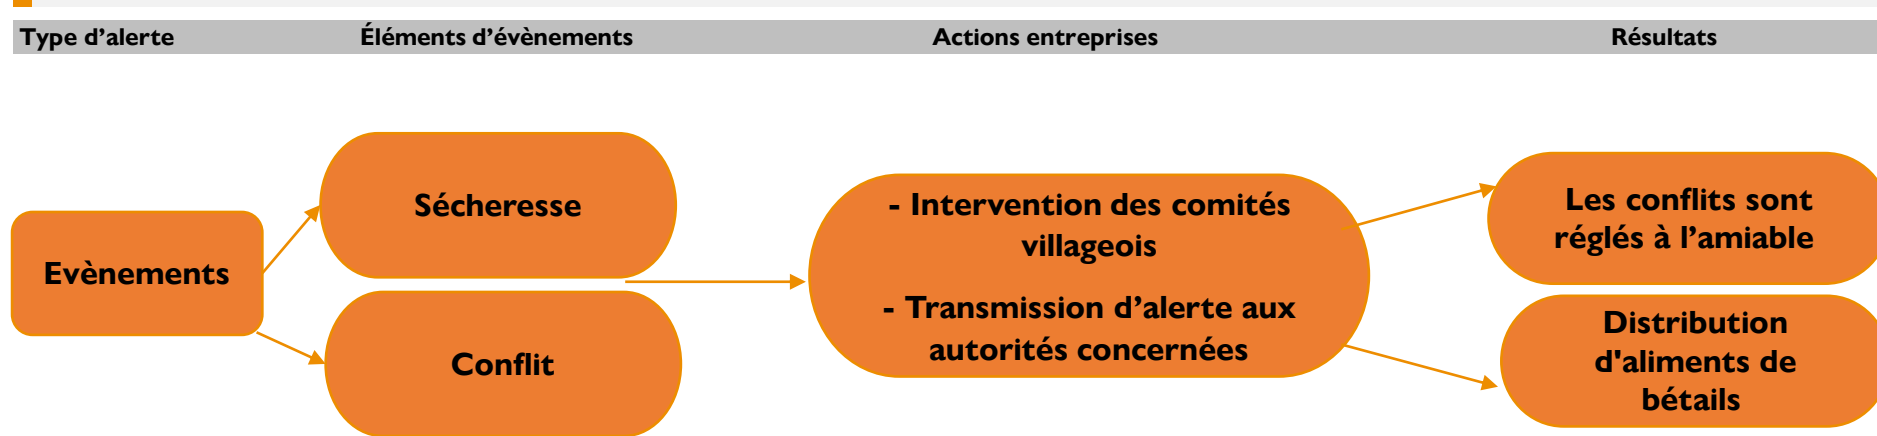 Type d’alerte
Éléments d’évènements
Actions entreprises
Résultats
Evènements
Sécheresse
Conflit
- Intervention des comités
villageois
- Transmission d’alerte aux
autorités concernées
Les conflits sont
réglés à l’amiable
Distribution
d'aliments de
bétails